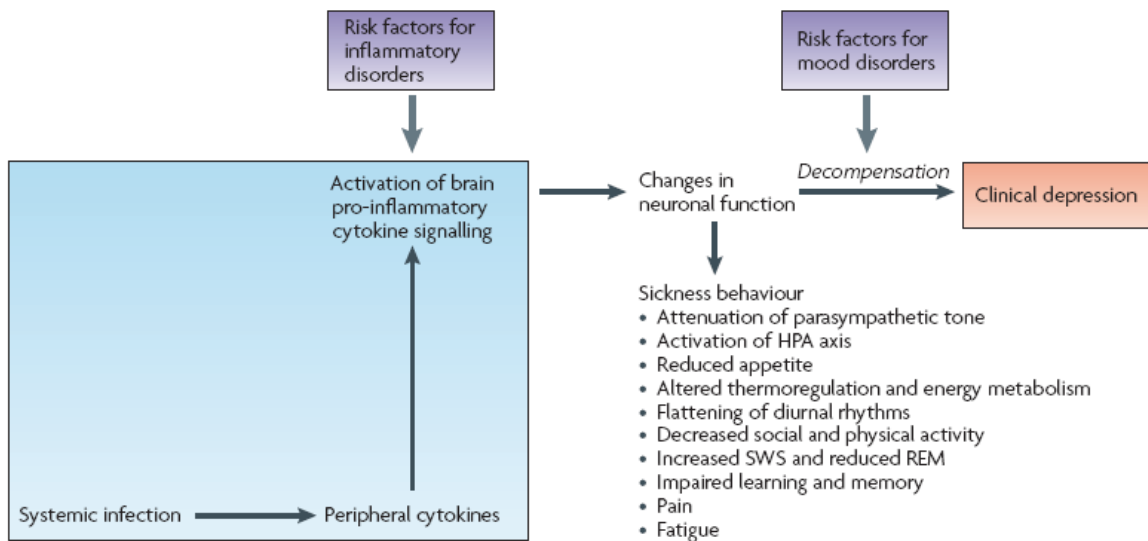 Risk factors for
inflammatory
disorders
Risk factors for
mood disorders
Activation of brain
pro-inflammatory
cytokine signalling
Changes in
neuronal function
Decompensation
Clinical depression
Sickness behaviour
• Attenuation of parasympathetic tone
• Activation of HPA axis
• Reduced appetite
• Altered thermoregulation and energy metabolism
• Flattening of diurnal rhythms
• Decreased social and physical activity
• Increased SWS and reduced REM
• Impaired learning and memory
• Pain
• Fatigue
Systemic infection
Peripheral cytokines